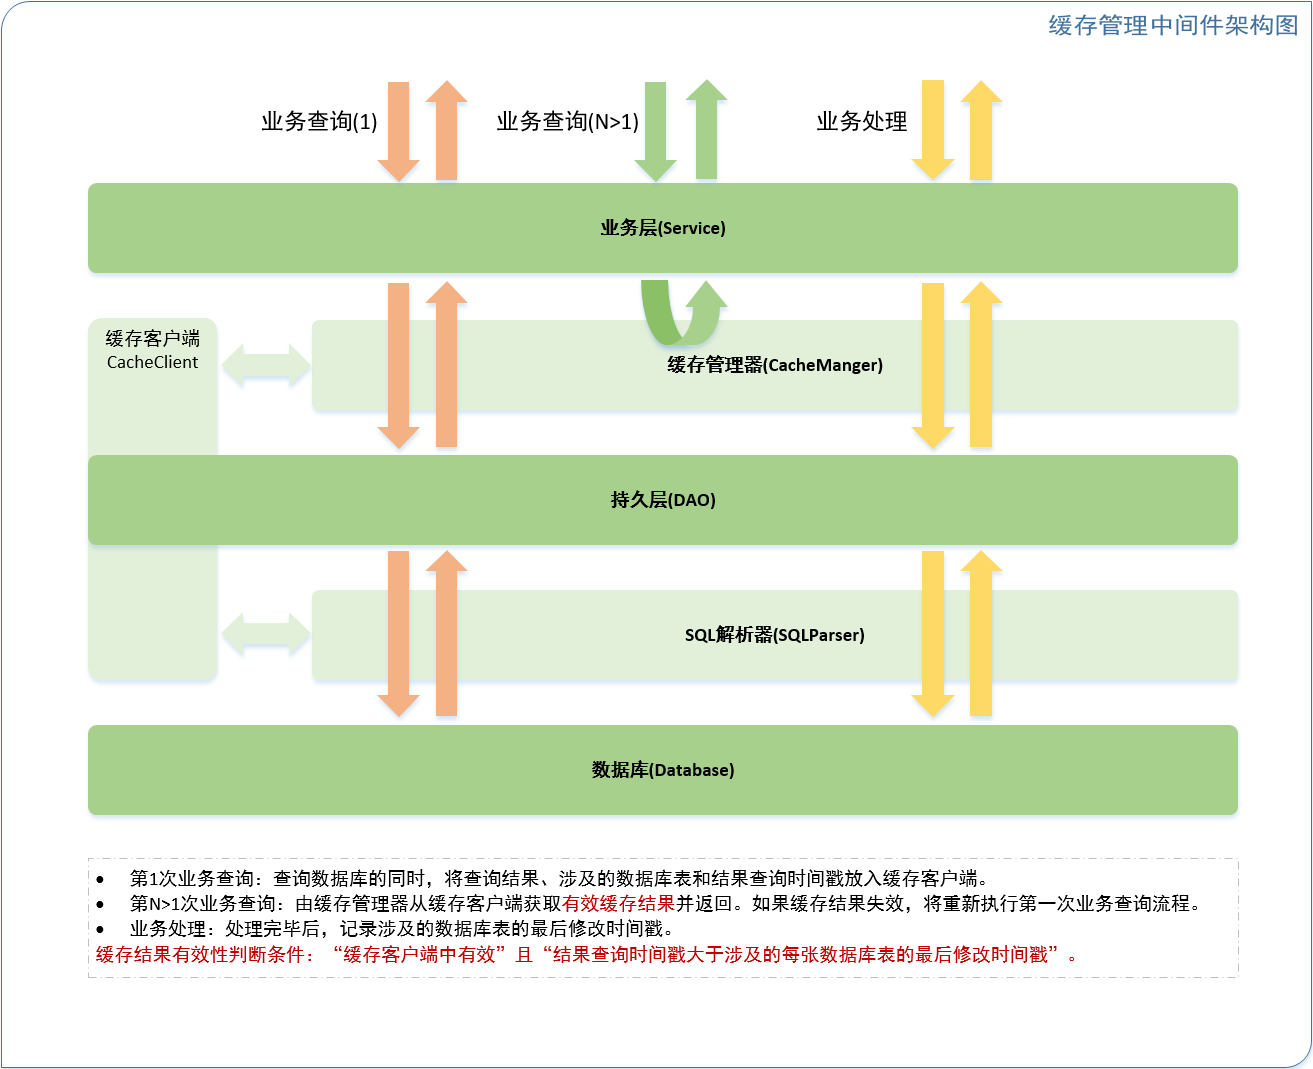 缓存管理中间件架构图
业务查询(1)
业务查询(N>1)
业务处理
业务层(Service)
缓存客户端
CacheClient
缓存管理器(CacheManger)
持久层(DAO)
SQL解析器(SQLParser)
数据库(Database)
• 第1次业务查询：查询数据库的同时，将查询结果、涉及的数据库表和结果查询时间戳放入缓存客户端。
• 第N>1次业务查询：由缓存管理器从缓存客户端获取有效缓存结果并返回。如果缓存结果失效，将重新执行第一次业务查询流程。
• 业务处理：处理完毕后，记录涉及的数据库表的最后修改时间戳。
缓存结果有效性判断条件：“缓存客户端中有效”且“结果查询时间戳大于涉及的每张数据库表的最后修改时间戳”。